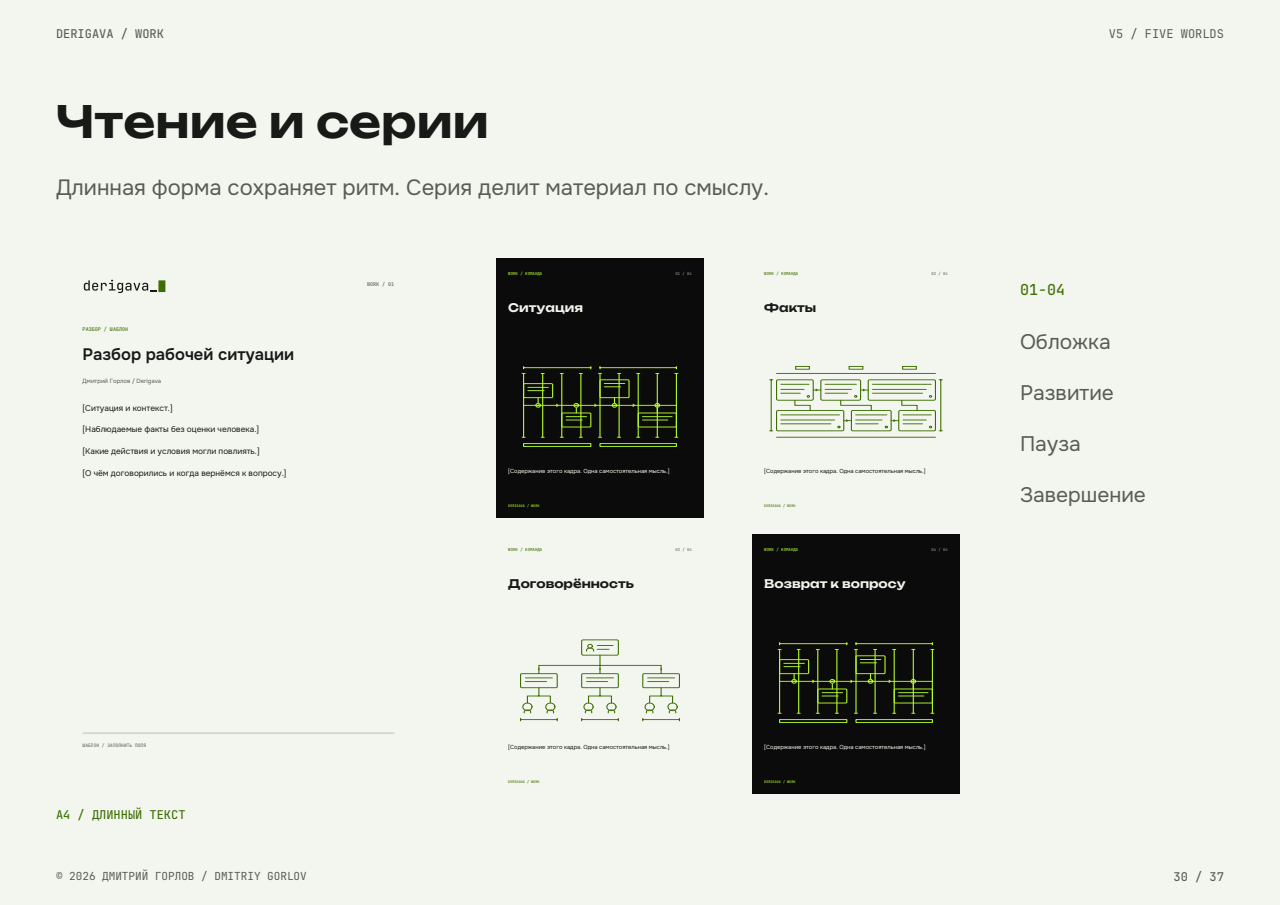 DERIGAVA / WORK
V5 / FIVE WORLDS
Чтение и серии
Длинная форма сохраняет ритм. Серия делит материал по смыслу.
derigava_
WORK / 01
РАЗБОР / ШАБЛОН
Разбор рабочей ситуации
Дмитрий Горлов / Derigava
[Ситуация и контекст.]
[Наблюдаемые факты без оценки человека.]
[Какие действия и условия могли повлиять.]
[О чём договорились и когда вернёмся к вопросу.]
ШАБЛОН / ЗАПОЛНИТЬ ПОЛЯ
A4 / ДЛИННЫЙ ТЕКСТ
WORK / КОМАНДА
01 / 04
Ситуация
[Содержание этого кадра. Одна самостоятельная мысль.]
DERIGAVA / WORK
WORK / КОМАНДА
02 / 04
Факты
[Содержание этого кадра. Одна самостоятельная мысль.]
DERIGAVA / WORK
WORK / КОМАНДА
03 / 04
Договорённость
[Содержание этого кадра. Одна самостоятельная мысль.]
DERIGAVA / WORK
WORK / КОМАНДА
04 / 04
Возврат к вопросу
[Содержание этого кадра. Одна самостоятельная мысль.]
DERIGAVA / WORK
01-04
Обложка
Развитие
Пауза
Завершение
© 2026 ДМИТРИЙ ГОРЛОВ / DMITRIY GORLOV
30 / 37